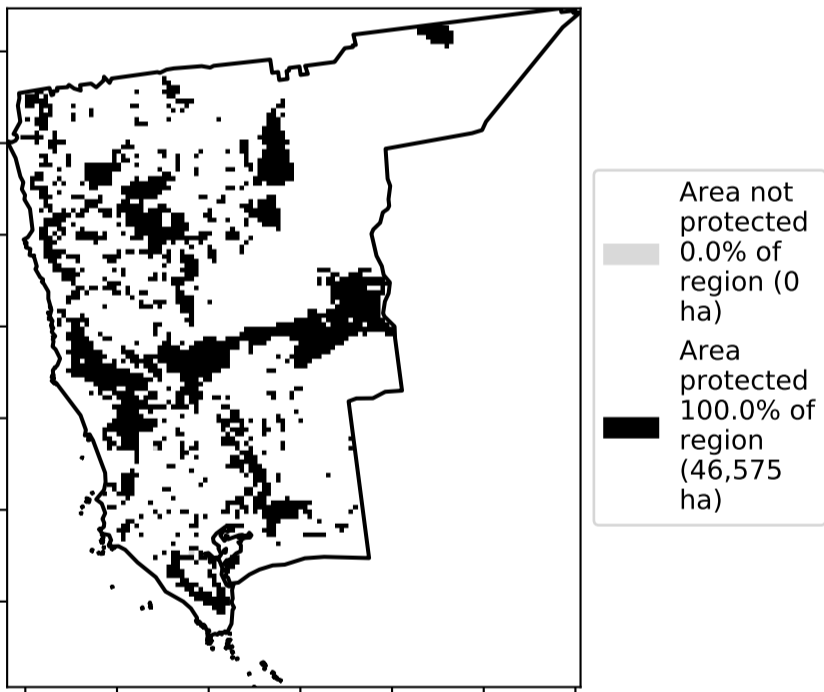 Area not
protected
0.0% of
region (0
ha)
Area
protected
100.0% of
region
(46,575
ha)